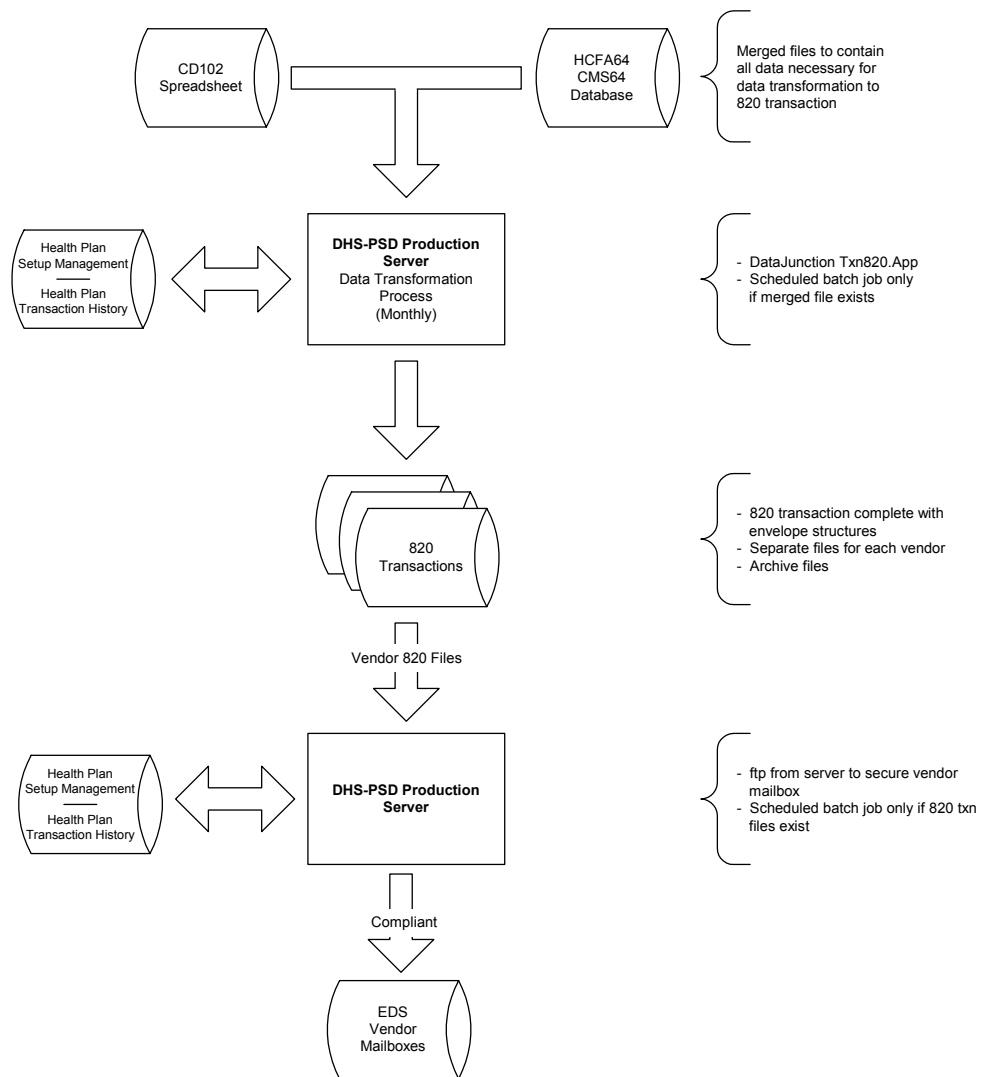 CD102
Spreadsheet
HCFA64
CMS64
Database
Merged files to contain
all data necessary for
data transformation to
820 transaction
Health Plan
Setup Management
Health Plan
Transaction History
DHS-PSD Production
Server
Data Transformation
Process
(Monthly)
- DataJunction Txn820.App
- Scheduled batch job only
if merged file exists
820
Transactions
- 820 transaction complete with
envelope structures
- Separate files for each vendor
- Archive files
Vendor 820 Files
Health Plan
Setup Management
Health Plan
Transaction History
DHS-PSD Production
Server
- ftp from server to secure vendor
mailbox
- Scheduled batch job only if 820 txn
files exist
Compliant
EDS
Vendor
Mailboxes